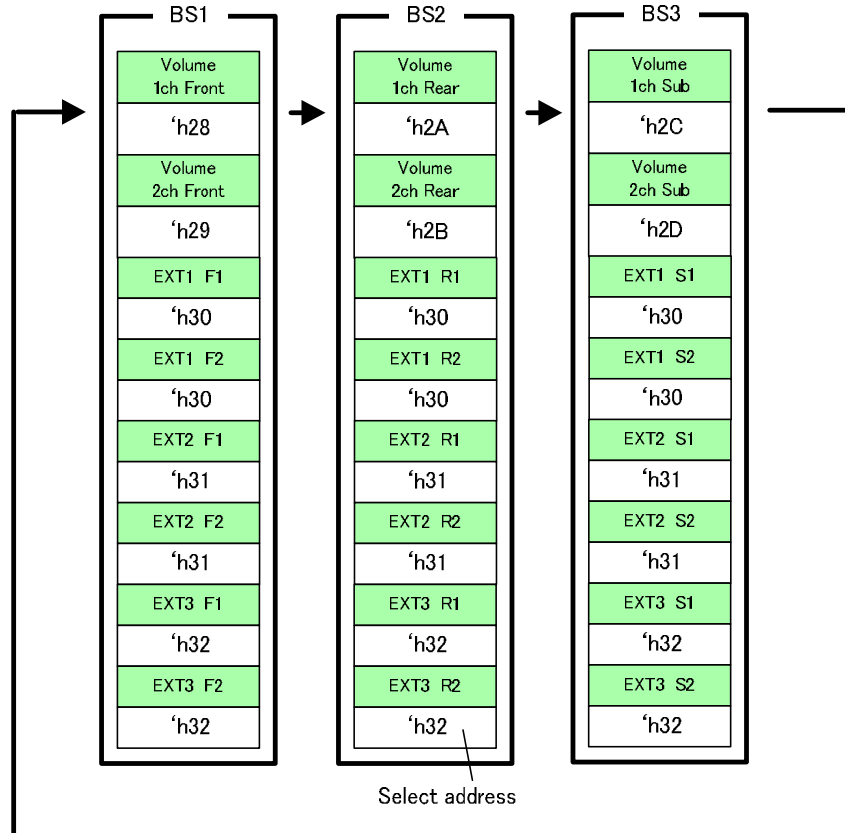 BS1
Volume
1ch Front
‘h28
Volume
2ch Front
‘h29
EXT1 F1
‘h30
EXT1 F2
‘h30
EXT2 F1
‘h31
EXT2 F2
‘h31
EXT3 F1
‘h32
EXT3 F2
‘h32
BS2
Volume
1ch Rear
‘h2A
Volume
2ch Rear
‘h2B
EXT1 R1
‘h30
EXT1 R2
‘h30
EXT2 R1
‘h31
EXT2 R2
‘h31
EXT3 R1
‘h32
EXT3 R2
‘h32
Select address
BS3
Volume
1ch Sub
‘h2C
Volume
2ch Sub
‘h2D
EXT1 S1
‘h30
EXT1 S2
‘h30
EXT2 S1
‘h31
EXT2 S2
‘h31
EXT3 S1
‘h32
EXT3 S2
‘h32